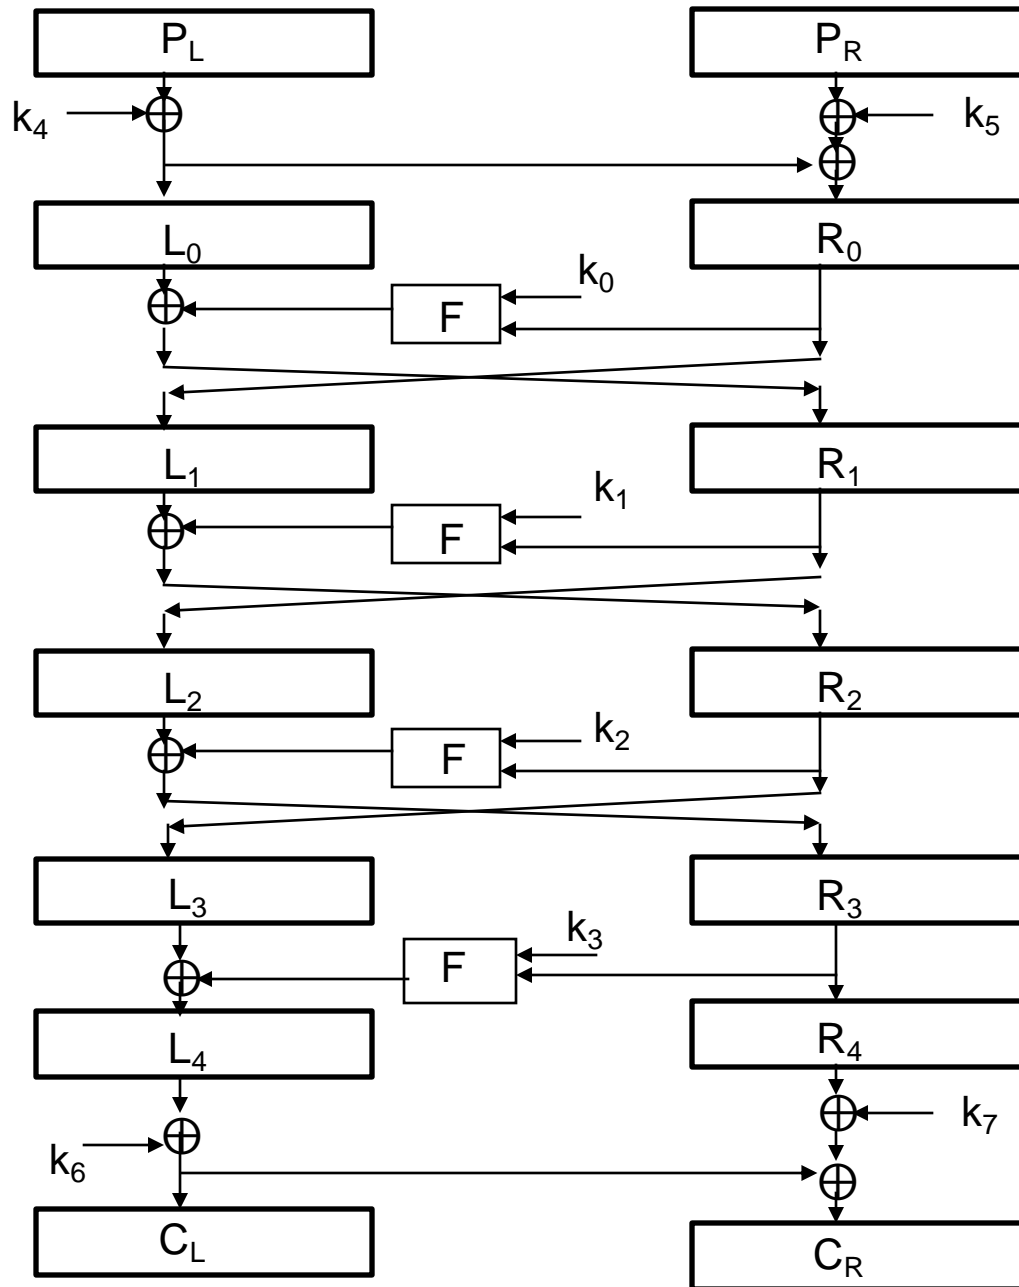 P_L P_R
k_4 k_5
L_0 R_0
k_0
F
L_1 R_1
k_1
F
L_2 R_2
k_2
F
L_3 R_3
k_3
F
L_4 R_4
k_7
k_6
C_L C_R